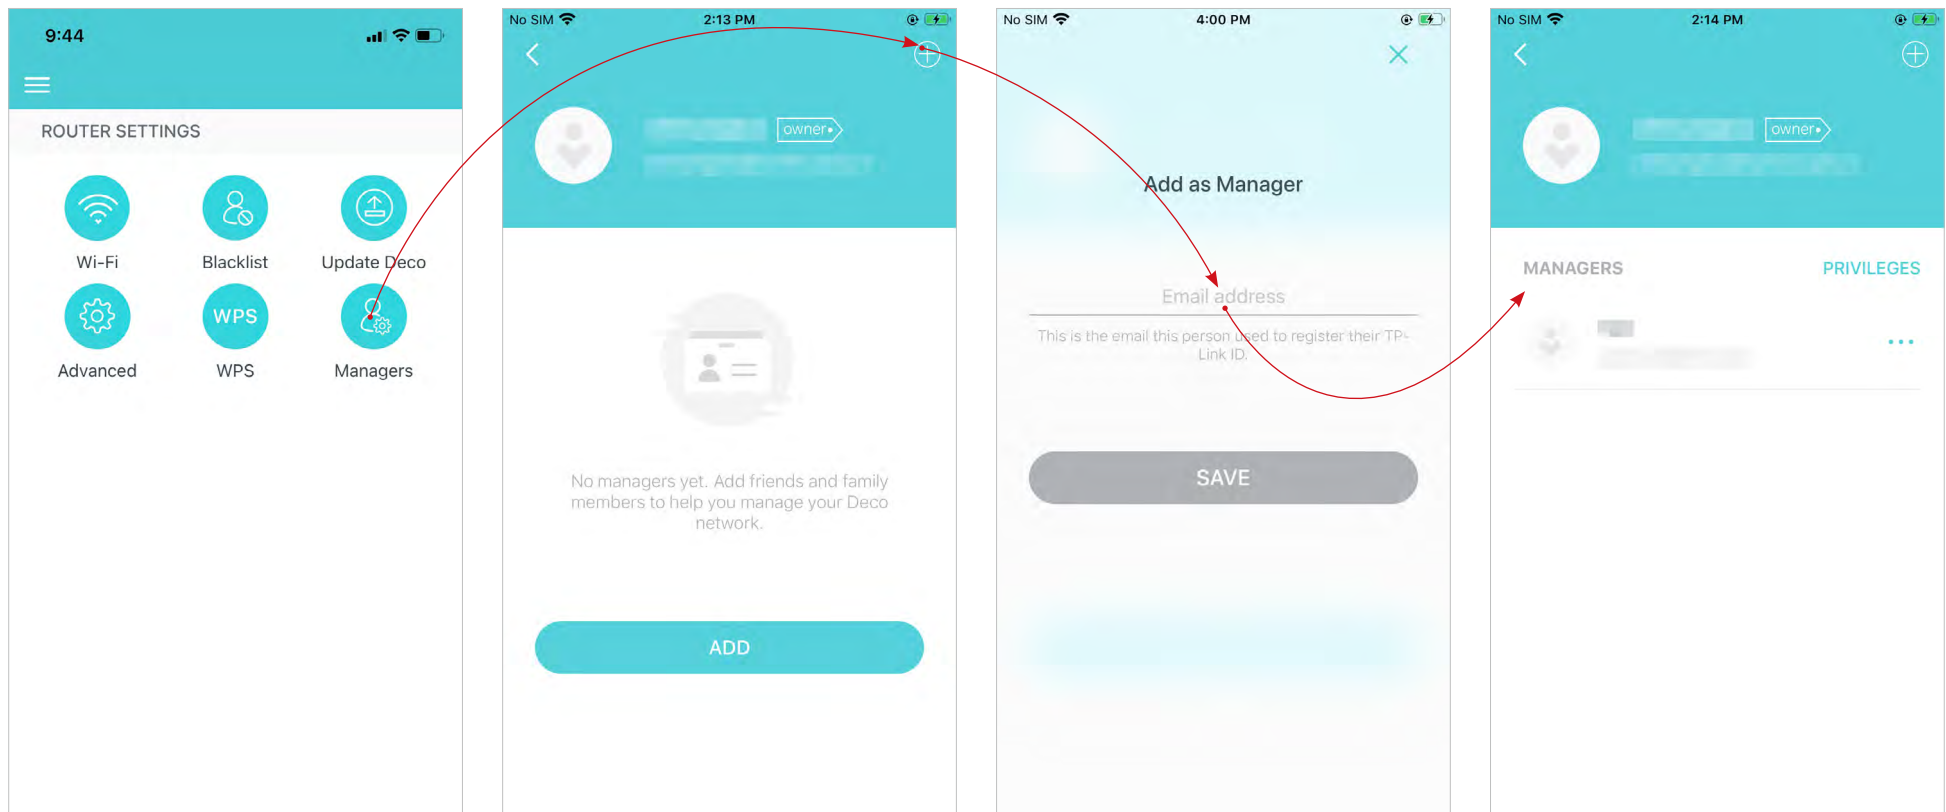 9:44
ROUTER SETTINGS
Wi-Fi
Blacklist
Update Deco
WPS
Advanced
WPS
Managers
No SIM
2:13 PM
owner
No managers yet. Add friends and family
members to help you manage your Deco
network.
ADD
No SIM
4:00 PM
Add as Manager
Email address
This is the email this person used to register their TP-
Link ID.
SAVE
No SIM
2:14 PM
owner
MANAGERS
PRIVILEGES